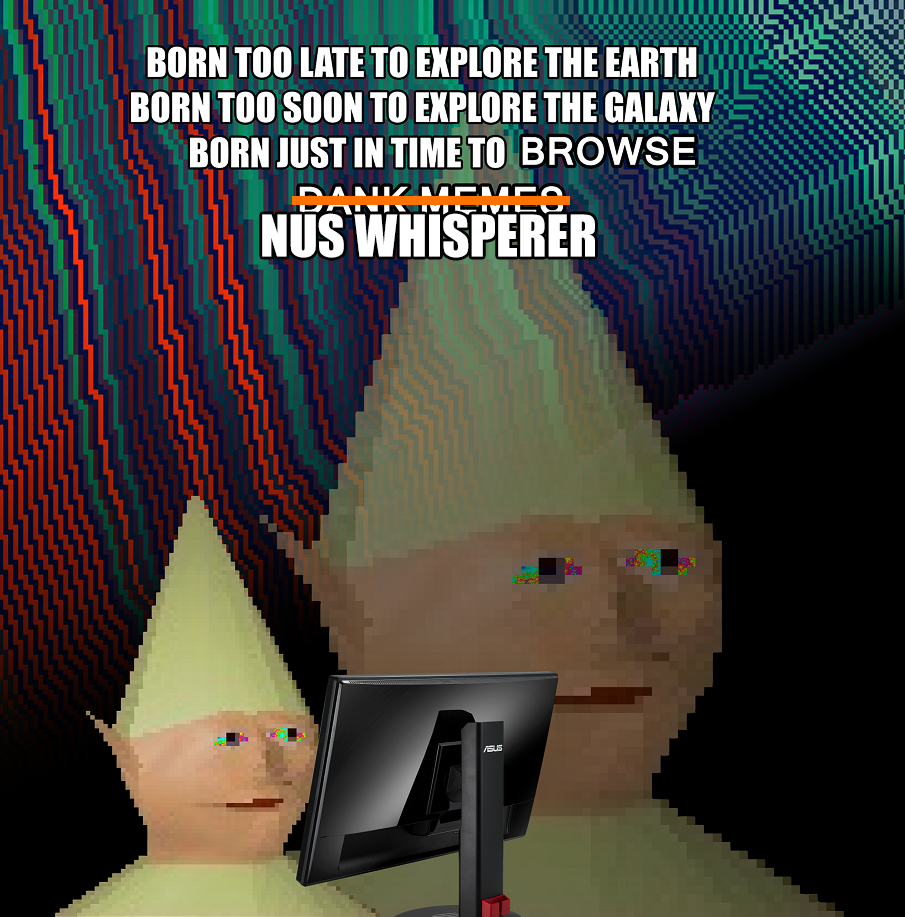 BORN TOO LATE TO EXPLORE THE EARTH
BORN TOO SOON TO EXPLORE THE GALAXY
BORN JUST IN TIME TO BROWSE
DANK MEMES
NUS WHISPERER
ASUS